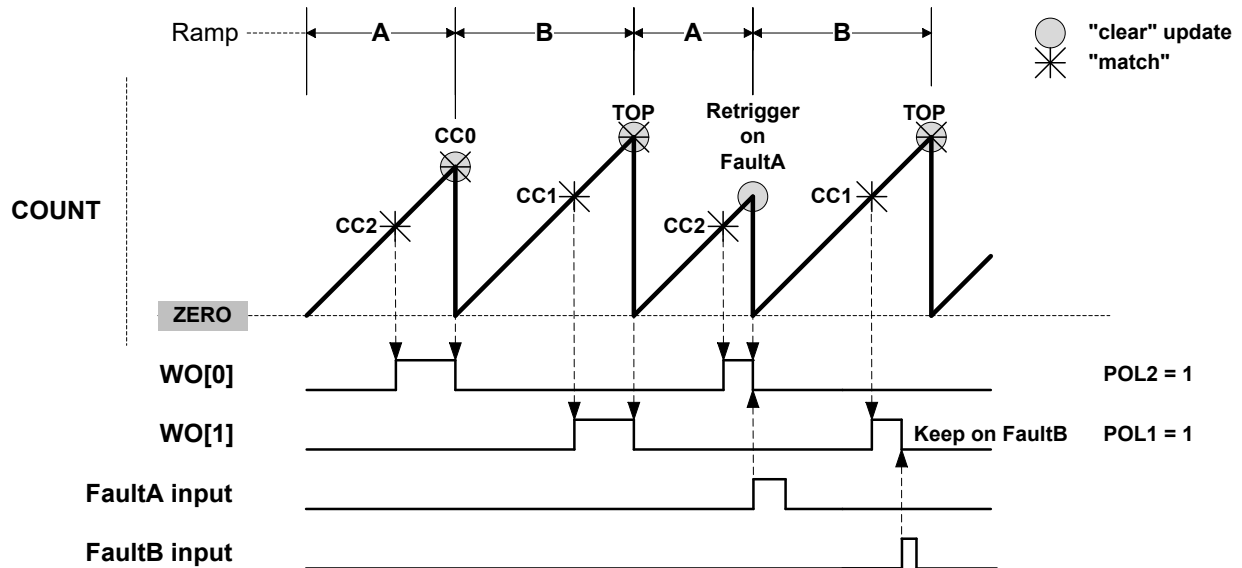 Ramp
A
B
A
B
"clear" update
"match"
COUNT
CC0
TOP
Retrigger
on
FaultA
TOP
CC2
CC1
CC2
CC1
ZERO
WO[0]
POL2 = 1
WO[1]
Keep on FaultB
POL1 = 1
FaultA input
FaultB input